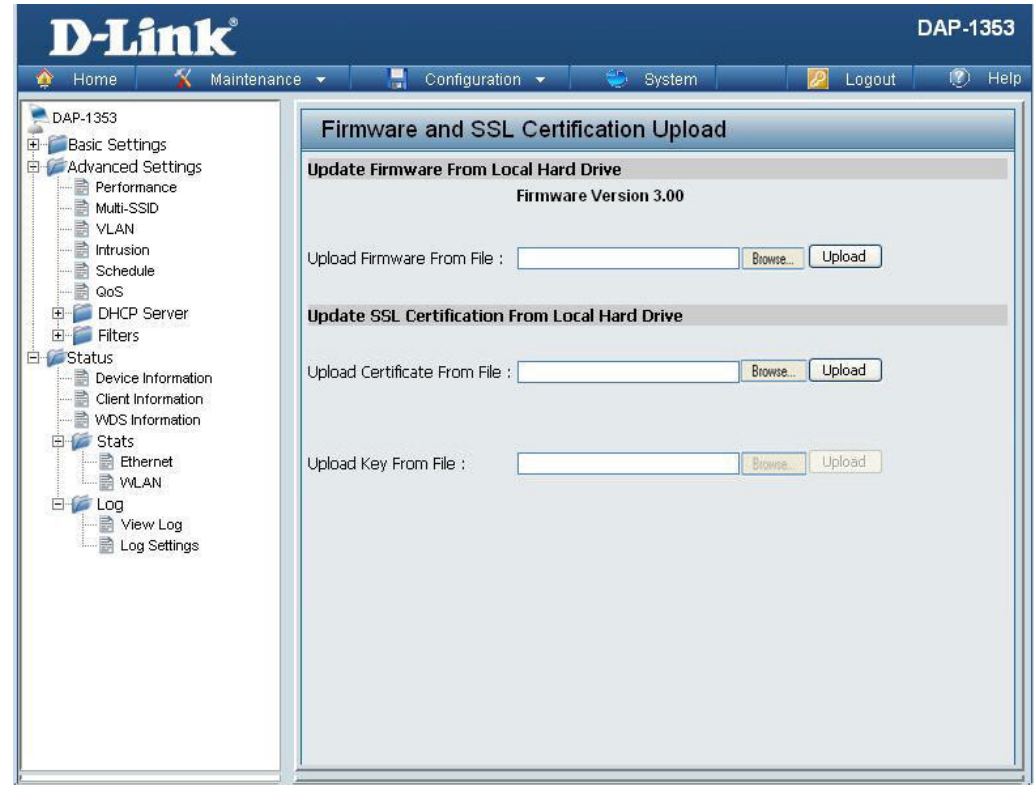 D-Link®
DAP-1353
Home Maintenance Configuration System Logout Help
DAP-1353
Basic Settings
Advanced Settings
Performance
Multi-SSID
VLAN
Intrusion
Schedule
QoS
DHCP Server
Filters
Status
Device Information
Client Information
WDS Information
Stats
Ethernet
WLAN
Log
View Log
Log Settings
Firmware and SSL Certification Upload
Update Firmware From Local Hard Drive
Firmware Version 3.00
Upload Firmware From File : Browse... Upload
Update SSL Certification From Local Hard Drive
Upload Certificate From File : Browse... Upload
Upload Key From File : Browse... Upload